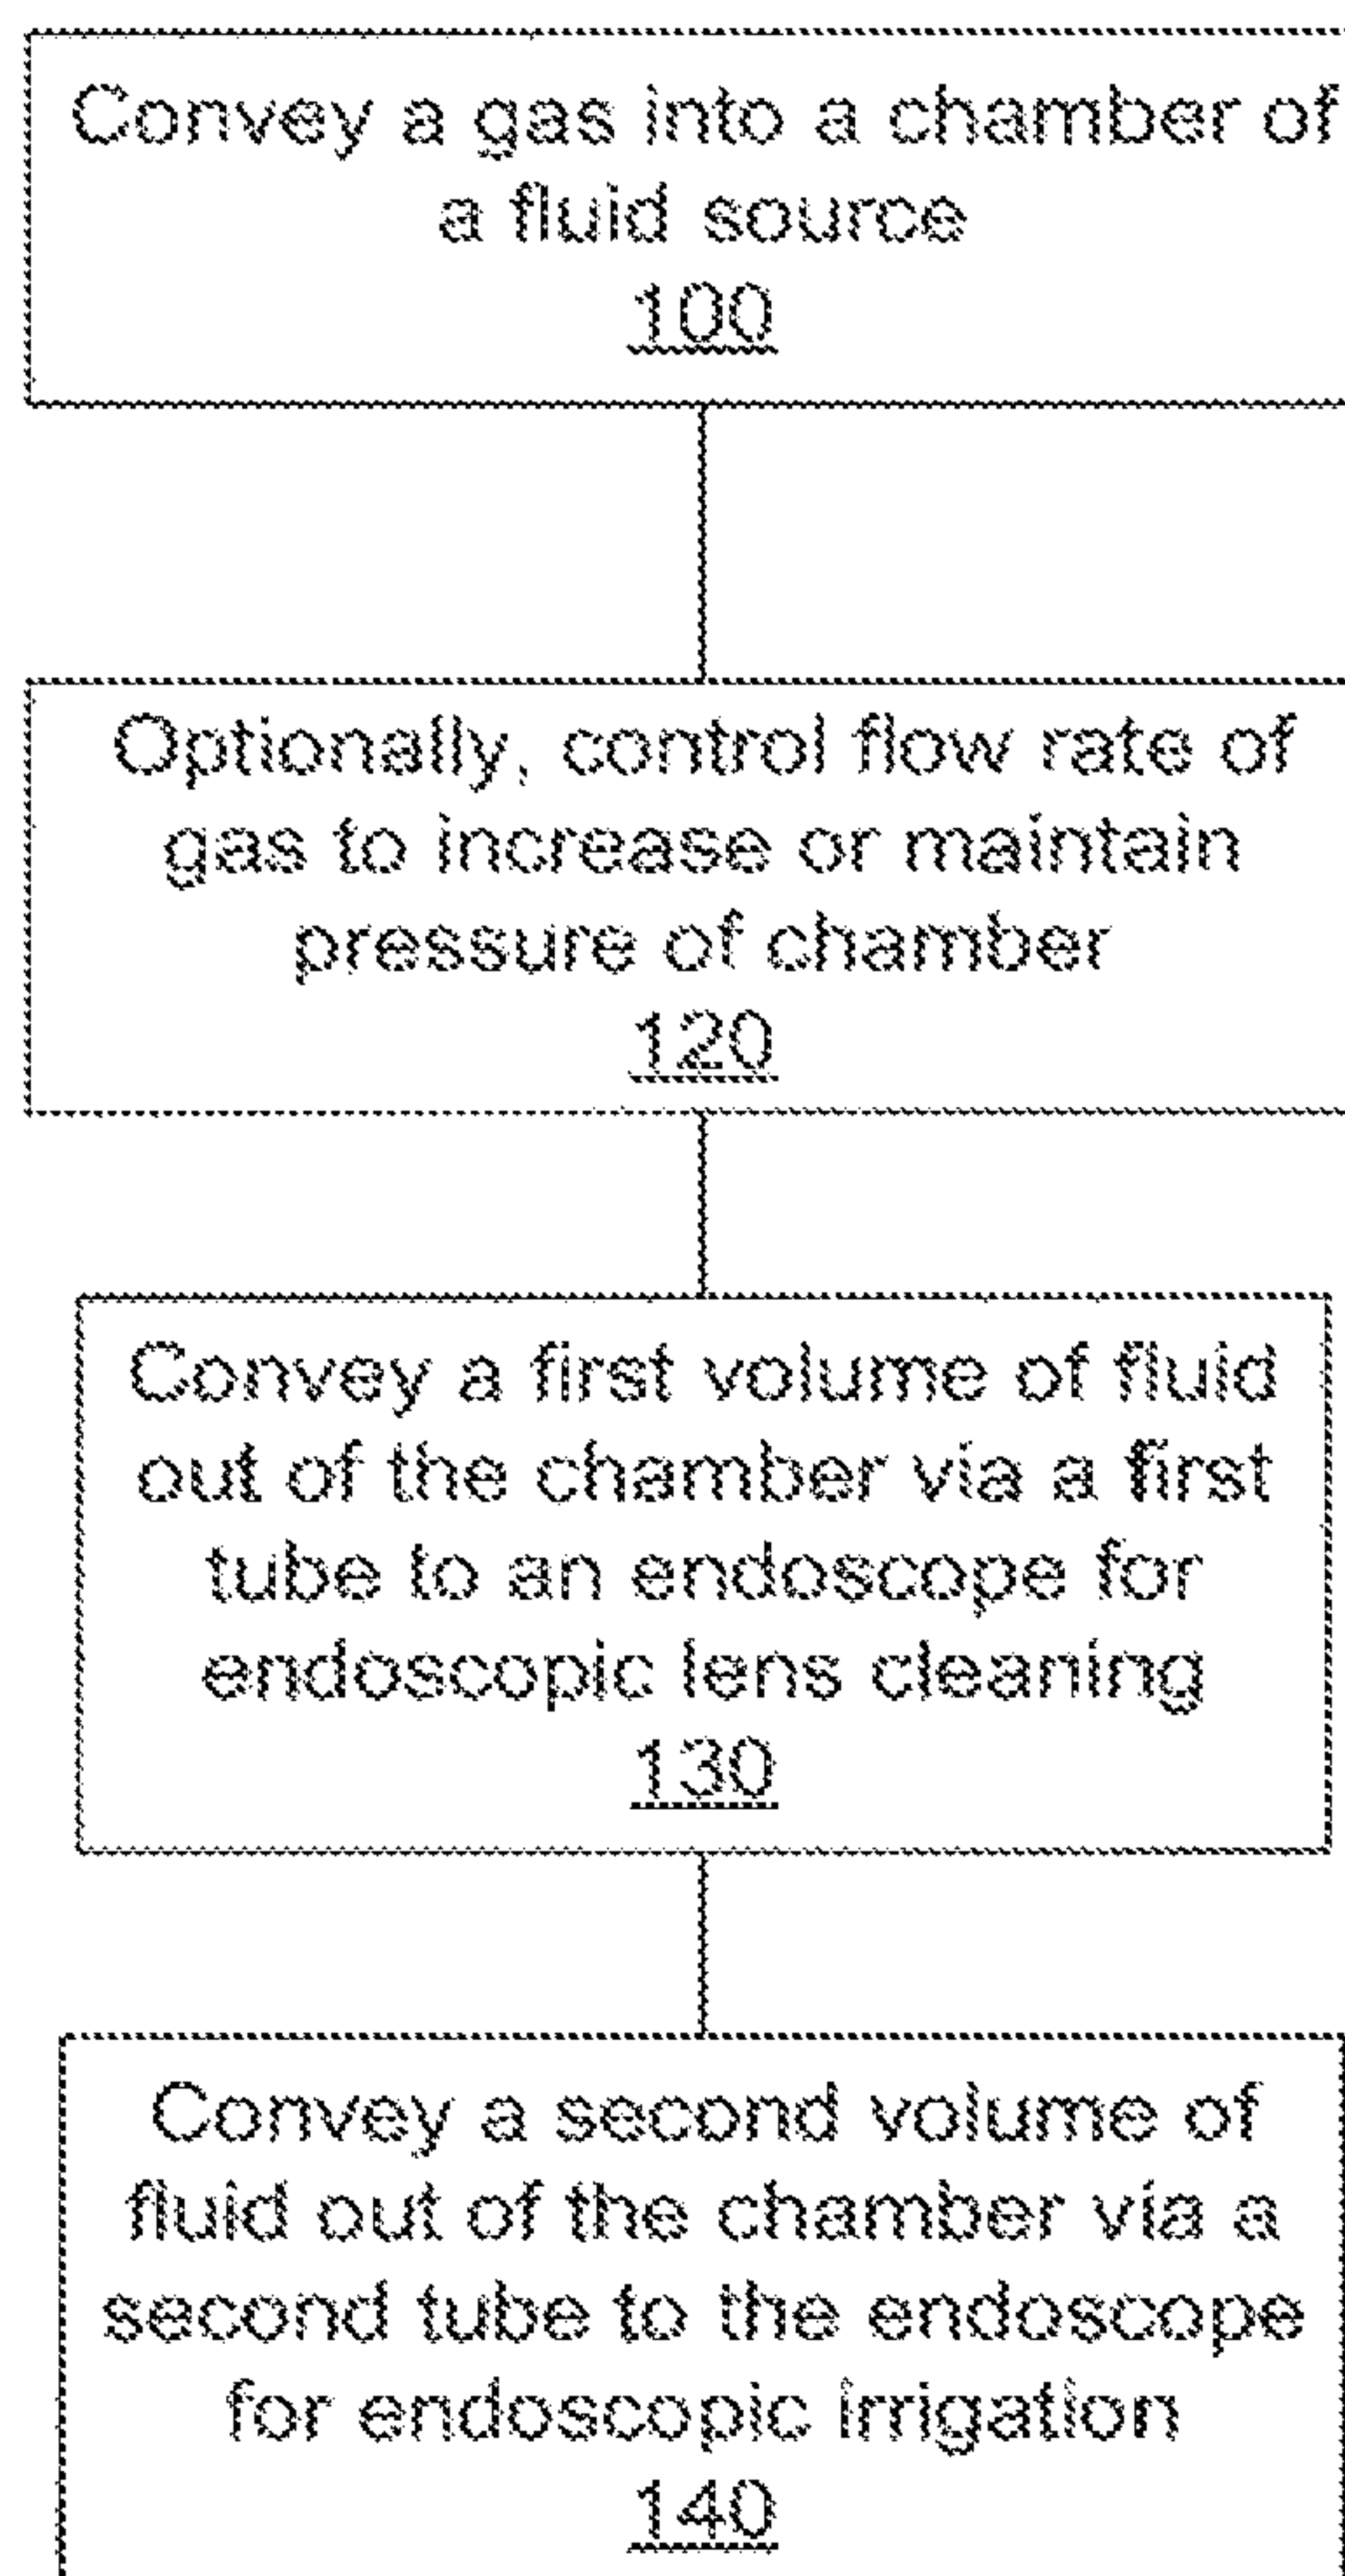 Convey a gas into a chamber of
a fluid source
100
Optionally, control flow rate of
gas to increase or maintain
pressure of chamber
120
Convey a first volume of fluid
out of the chamber via a first
tube to an endoscope for
endoscopic lens cleaning
130
Convey a second volume of
fluid out of the chamber via a
second tube to the endoscope
for endoscopic irrigation
140